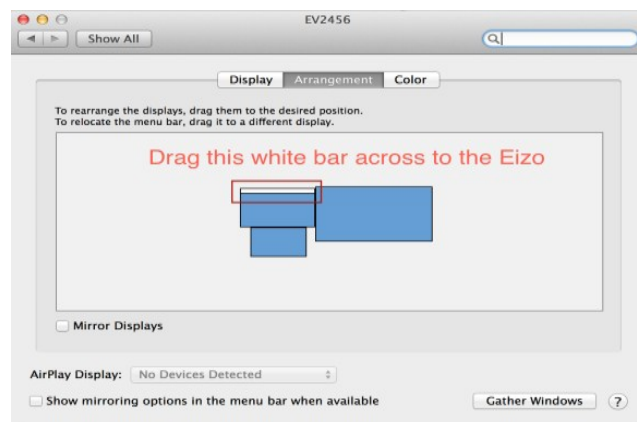 EV2456
Show All
Display Arrangement Color
To rearrange the displays, drag them to the desired position.
To relocate the menu bar, drag it to a different display.
Drag this white bar across to the Eizo
Mirror Displays
AirPlay Display: No Devices Detected
Show mirroring options in the menu bar when available
Gather Windows ?